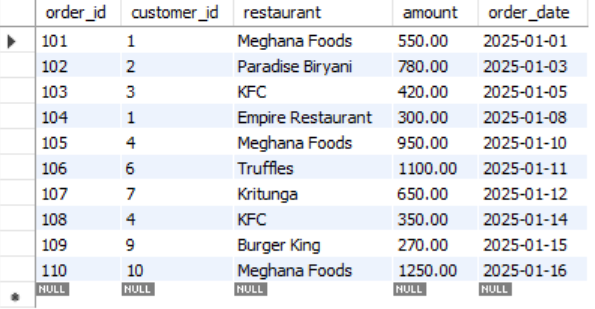 order_id customer_id restaurant amount order_date
101 1 Meghana Foods 550.00 2025-01-01
102 2 Paradise Biryani 780.00 2025-01-03
103 3 KFC 420.00 2025-01-05
104 1 Empire Restaurant 300.00 2025-01-08
105 4 Meghana Foods 950.00 2025-01-10
106 6 Truffles 1100.00 2025-01-11
107 7 Kritunga 650.00 2025-01-12
108 4 KFC 350.00 2025-01-14
109 9 Burger King 270.00 2025-01-15
110 10 Meghana Foods 1250.00 2025-01-16
NULL NULL NULL NULL NULL